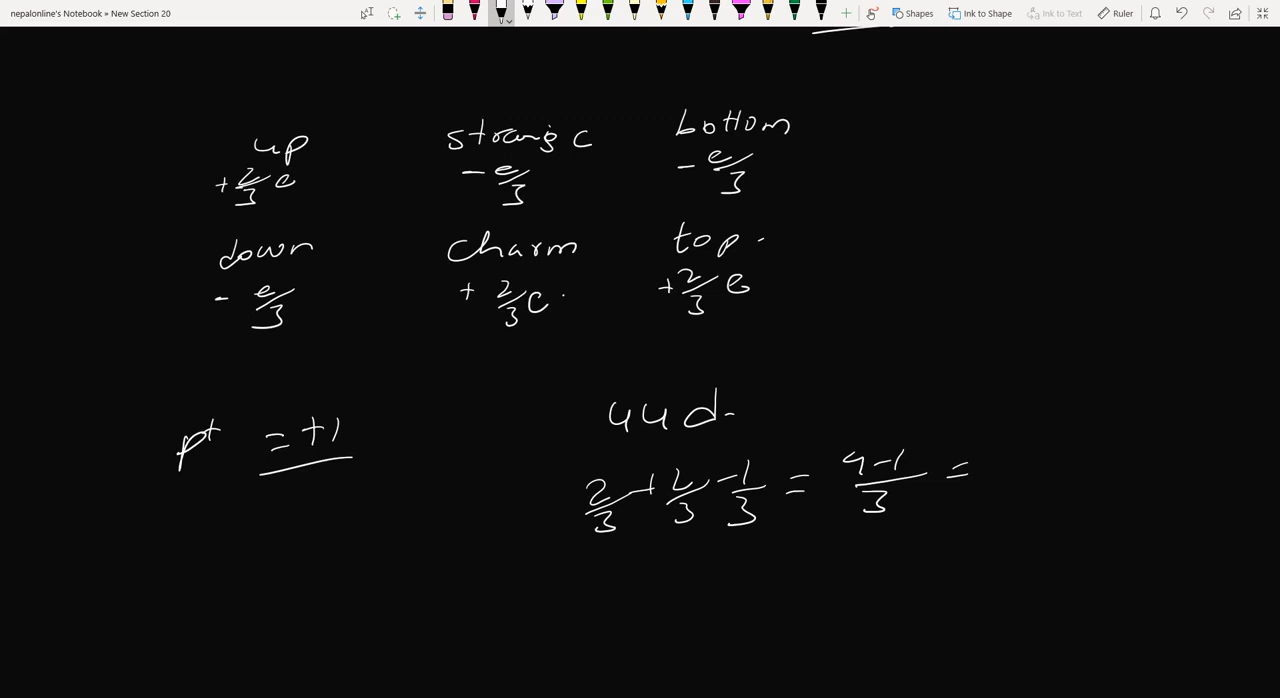 nepalonline's Notebook » New Section 20
Shapes Ink to Shape Ink to Text Ruler
up strange bottom
+2/3 e - e/3 - e/3
down charm top
- e/3 + 2/3 e + 2/3 e
uud
p+ = +1
2/3 + 2/3 - 1/3 = 4-1/3 =